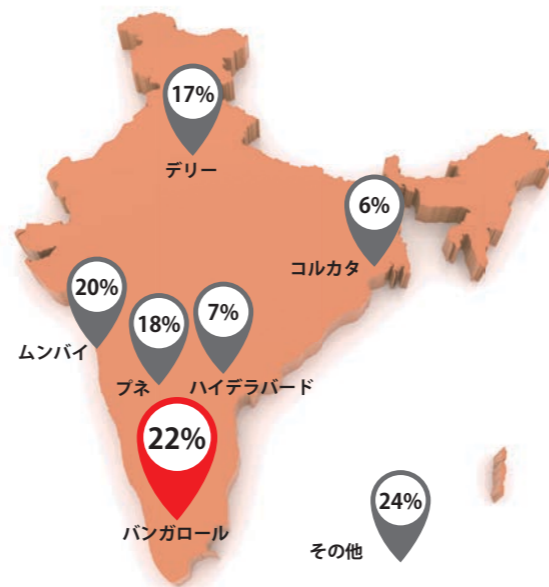 17%
デリー
6%
コルカタ
20%
ムンバイ
18%
プネ
7%
ハイデラバード
22%
バンガロール
24%
その他